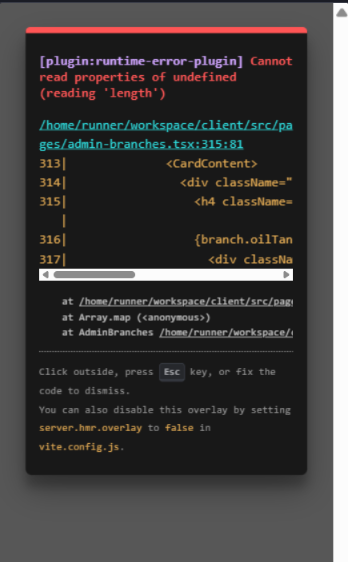 [plugin:runtime-error-plugin] Cannot
read properties of undefined
(reading 'length')
/home/runner/workspace/client/src/pa
ges/admin-branches.tsx:315:81
313| <CardContent>
314| <div className="
315| <h4 className=
|
316| {branch.oilTan
317| <div classNa
at /home/runner/workspace/client/src/page
at Array.map (<anonymous>)
at AdminBranches /home/runner/workspace/
Click outside, press Esc key, or fix the
code to dismiss.
You can also disable this overlay by setting
server.hmr.overlay to false in
vite.config.js.